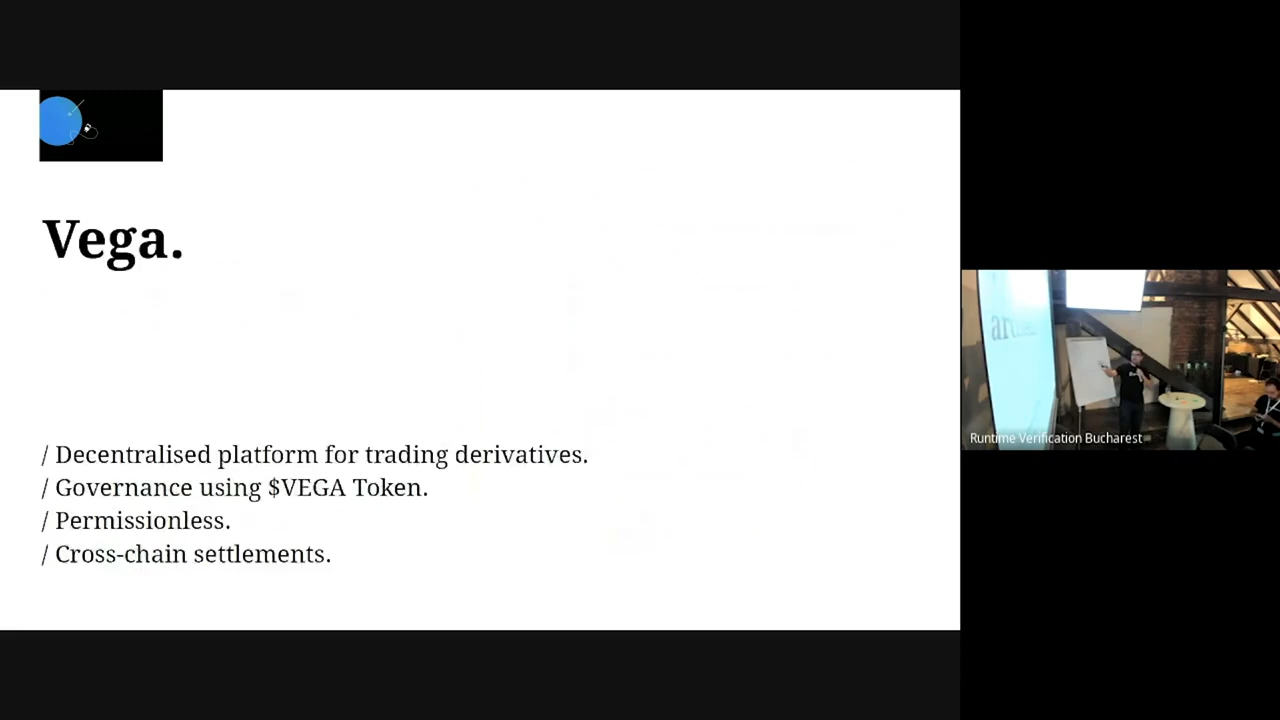 Vega.
/ Decentralised platform for trading derivatives.
/ Governance using $VEGA Token.
/ Permissionless.
/ Cross-chain settlements.
Runtime Verification Bucharest